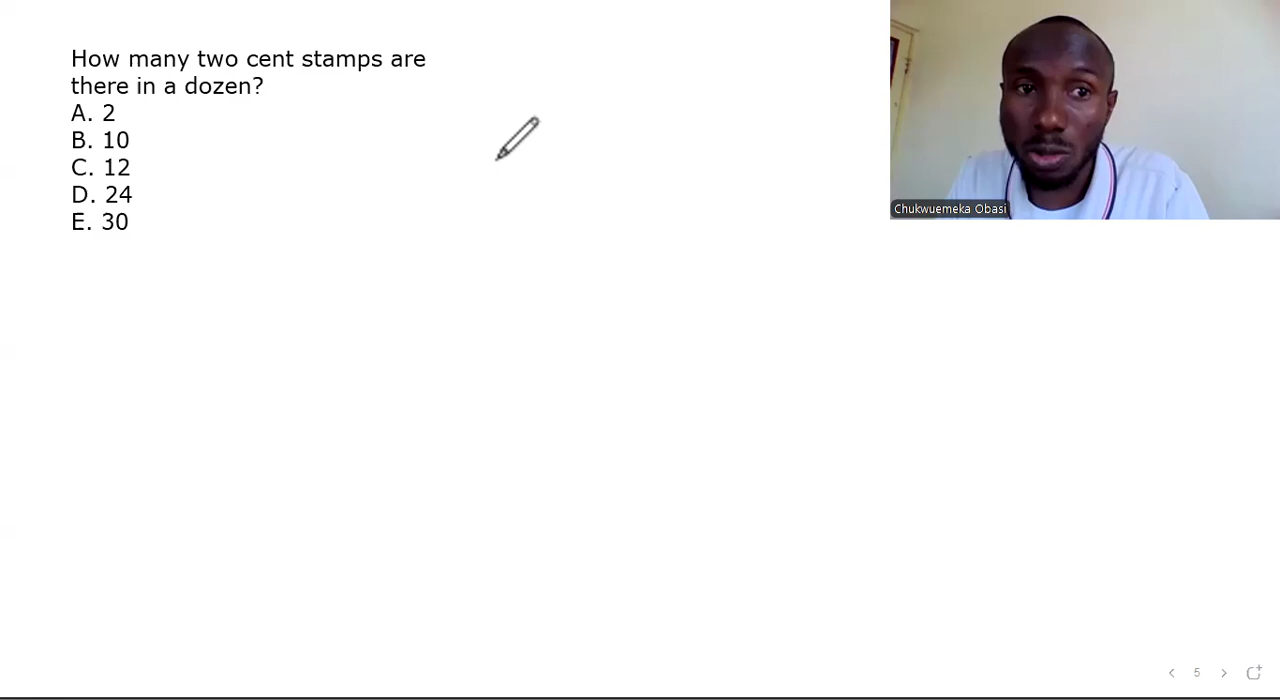 How many two cent stamps are
there in a dozen?
A. 2
B. 10
C. 12
D. 24
E. 30
Chukwuemeka Obasi
5